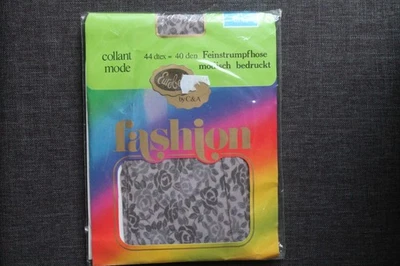 collant mode
44 dtex = 40 den Feinstrumpfhose
modisch bedruckt
by C&A
fashion